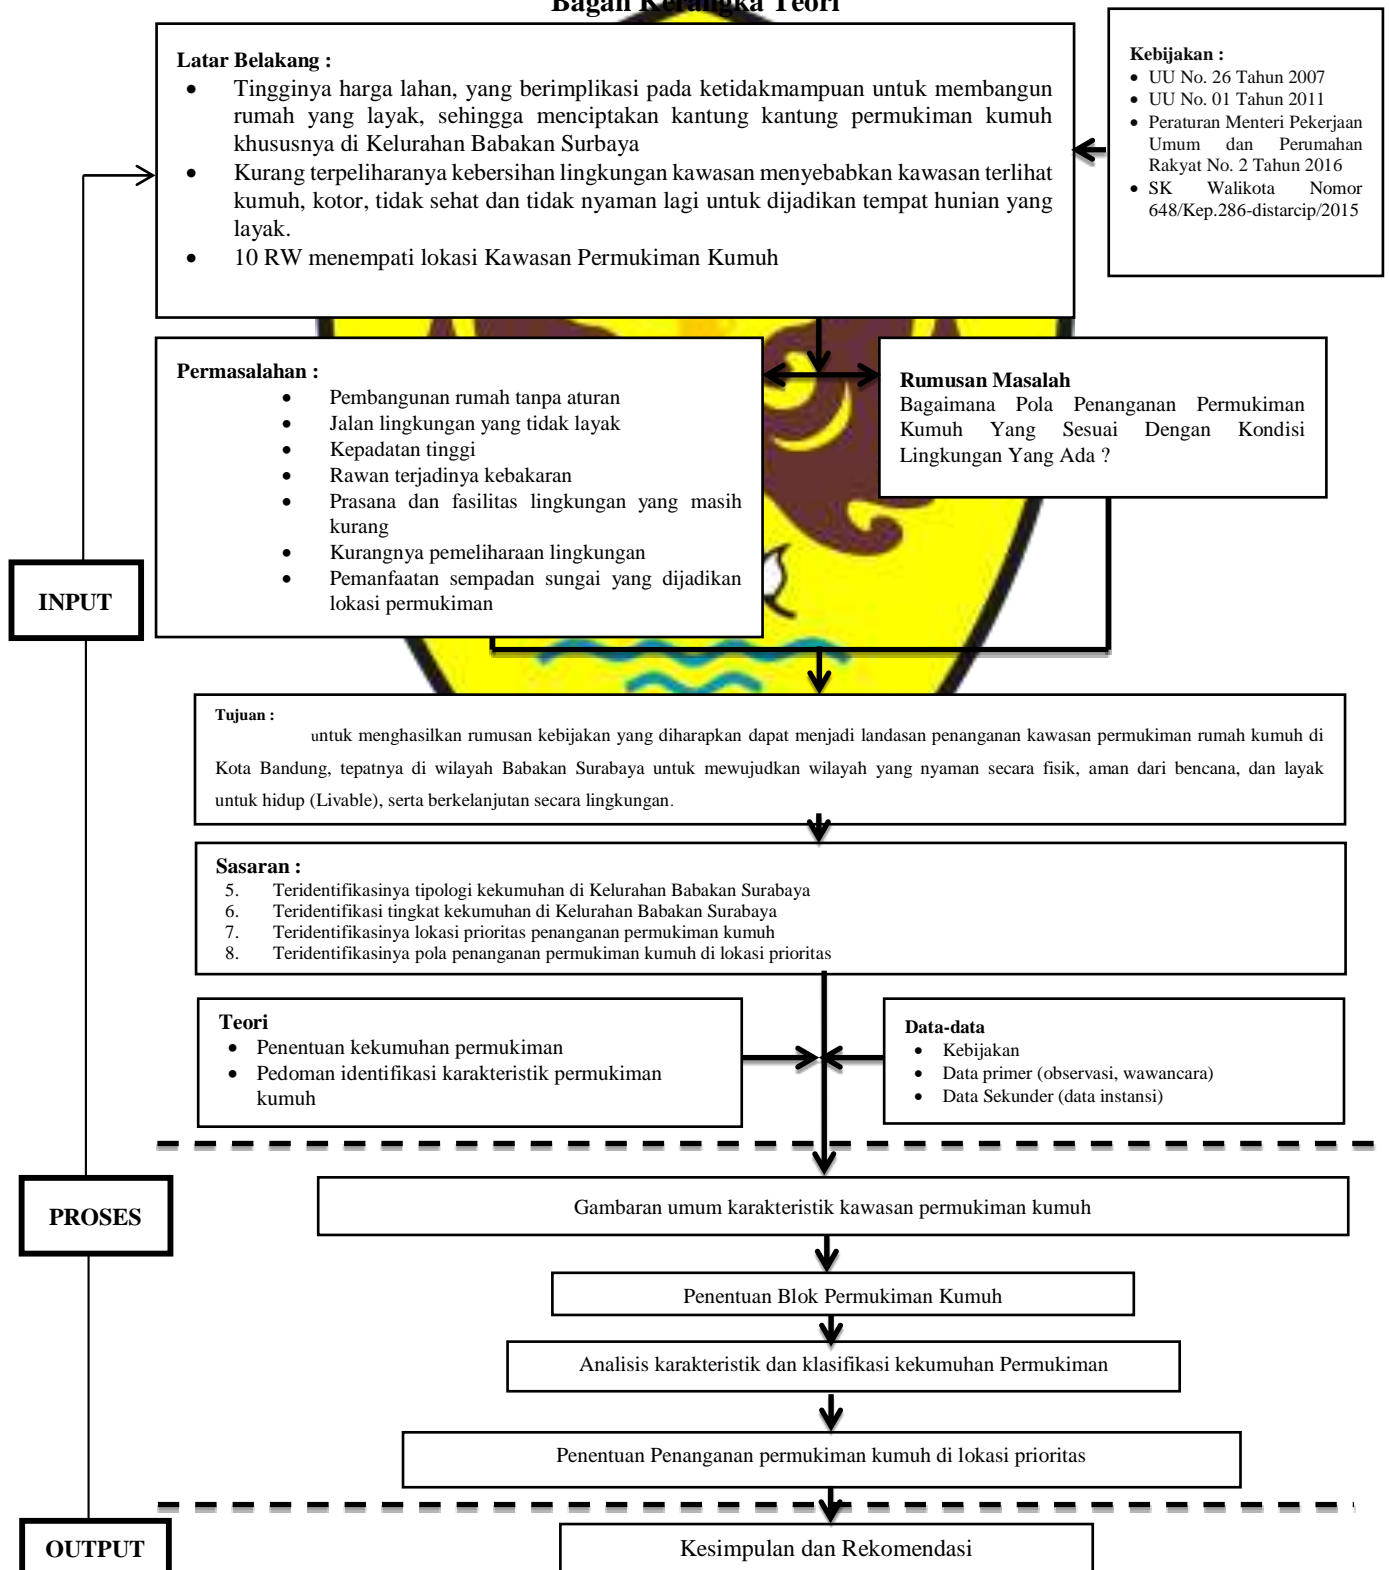 Bagan Kerangka Teori
Latar Belakang :
• Tingginya harga lahan, yang berimplikasi pada ketidakmampuan untuk membangun
rumah yang layak, sehingga menciptakan kantung kantung permukiman kumuh
khususnya di Kelurahan Babakan Surbaya
• Kurang terpeliharanya kebersihan lingkungan kawasan menyebabkan kawasan terlihat
kumuh, kotor, tidak sehat dan tidak nyaman lagi untuk dijadikan tempat hunian yang
layak.
• 10 RW menempati lokasi Kawasan Permukiman Kumuh
Kebijakan :
• UU No. 26 Tahun 2007
• UU No. 01 Tahun 2011
• Peraturan Menteri Pekerjaan
Umum dan Perumahan
Rakyat No. 2 Tahun 2016
• SK Walikota Nomor
648/Kep.286-distarcip/2015
Permasalahan :
• Pembangunan rumah tanpa aturan
• Jalan lingkungan yang tidak layak
• Kepadatan tinggi
• Rawan terjadinya kebakaran
• Prasana dan fasilitas lingkungan yang masih
kurang
• Kurangnya pemeliharaan lingkungan
• Pemanfaatan sempadan sungai yang dijadikan
lokasi permukiman
Rumusan Masalah
Bagaimana Pola Penanganan Permukiman
Kumuh Yang Sesuai Dengan Kondisi
Lingkungan Yang Ada ?
INPUT
Tujuan :
untuk menghasilkan rumusan kebijakan yang diharapkan dapat menjadi landasan penanganan kawasan permukiman rumah kumuh di
Kota Bandung, tepatnya di wilayah Babakan Surabaya untuk mewujudkan wilayah yang nyaman secara fisik, aman dari bencana, dan layak
untuk hidup (Livable), serta berkelanjutan secara lingkungan.
Sasaran :
5. Teridentifikasinya tipologi kekumuhan di Kelurahan Babakan Surabaya
6. Teridentifikasi tingkat kekumuhan di Kelurahan Babakan Surabaya
7. Teridentifikasinya lokasi prioritas penanganan permukiman kumuh
8. Teridentifikasinya pola penanganan permukiman kumuh di lokasi prioritas
Teori
• Penentuan kekumuhan permukiman
• Pedoman identifikasi karakteristik permukiman
kumuh
Data-data
• Kebijakan
• Data primer (observasi, wawancara)
• Data Sekunder (data instansi)
PROSES
Gambaran umum karakteristik kawasan permukiman kumuh
Penentuan Blok Permukiman Kumuh
Analisis karakteristik dan klasifikasi kekumuhan Permukiman
Penentuan Penanganan permukiman kumuh di lokasi prioritas
OUTPUT
Kesimpulan dan Rekomendasi